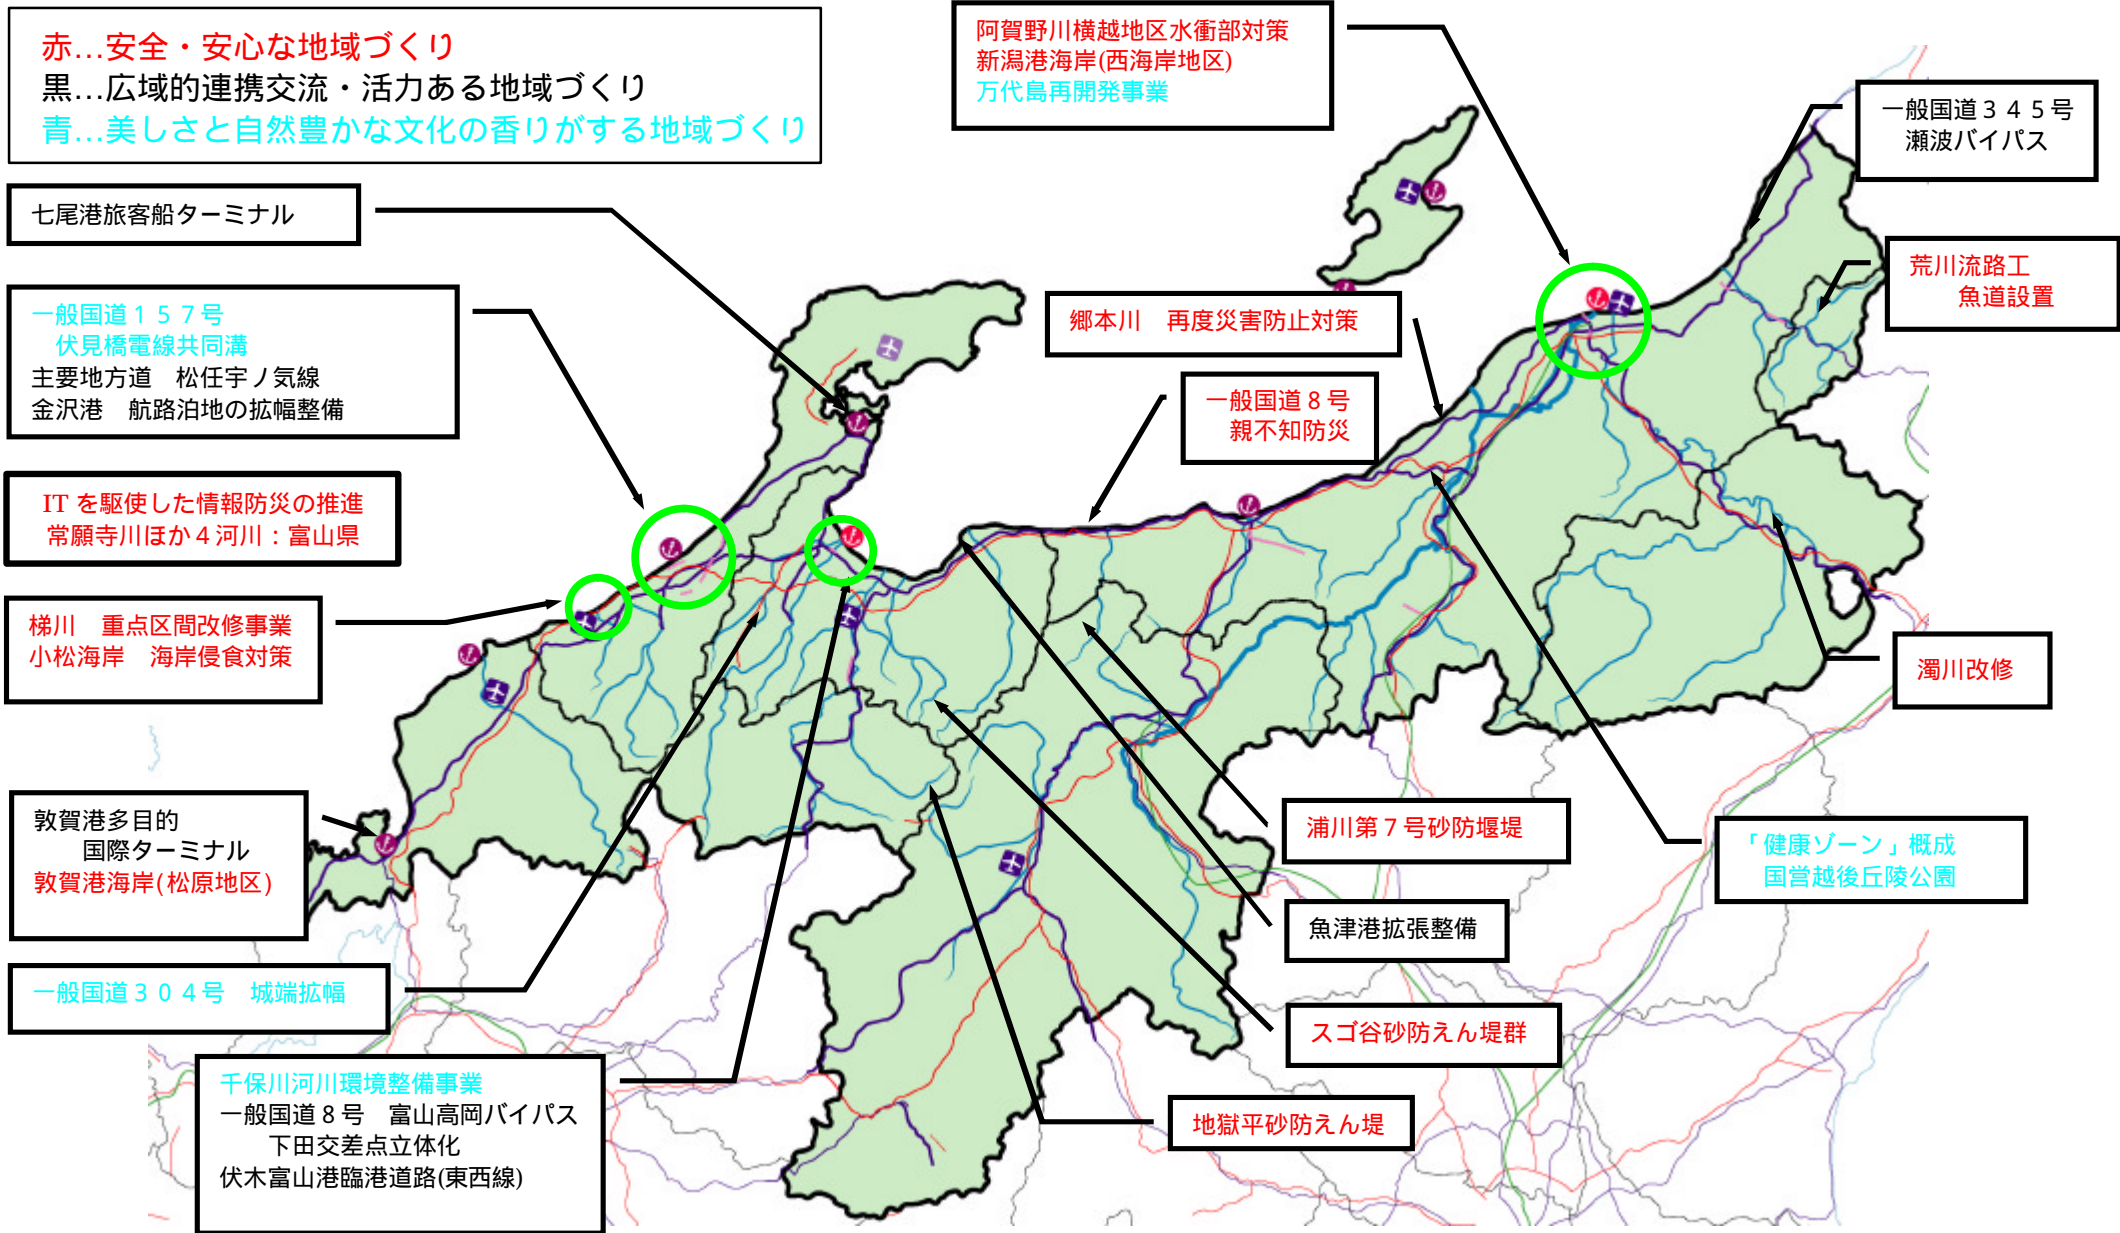 赤…安全・安心な地域づくり
黒…広域的連携交流・活力ある地域づくり
青…美しさと自然豊かな文化の香りがする地域づくり
阿賀野川横越地区水衝部対策
新潟港海岸(西海岸地区)
万代島再開発事業
一般国道３４５号
瀬波バイパス
七尾港旅客船ターミナル
荒川流路工
魚道設置
一般国道１５７号
伏見橋電線共同溝
主要地方道　松任宇ノ気線
金沢港　航路泊地の拡幅整備
郷本川　再度災害防止対策
一般国道８号
親不知防災
ITを駆使した情報防災の推進
常願寺川ほか４河川：富山県
梯川　重点区間改修事業
小松海岸　海岸侵食対策
濁川改修
敦賀港多目的
国際ターミナル
敦賀港海岸(松原地区)
浦川第７号砂防堰堤
「健康ゾーン」概成
国営越後丘陵公園
魚津港拡張整備
一般国道３０４号　城端拡幅
スゴ谷砂防えん堤群
千保川河川環境整備事業
一般国道８号　富山高岡バイパス
下田交差点立体化
伏木富山港臨港道路(東西線)
地獄平砂防えん堤